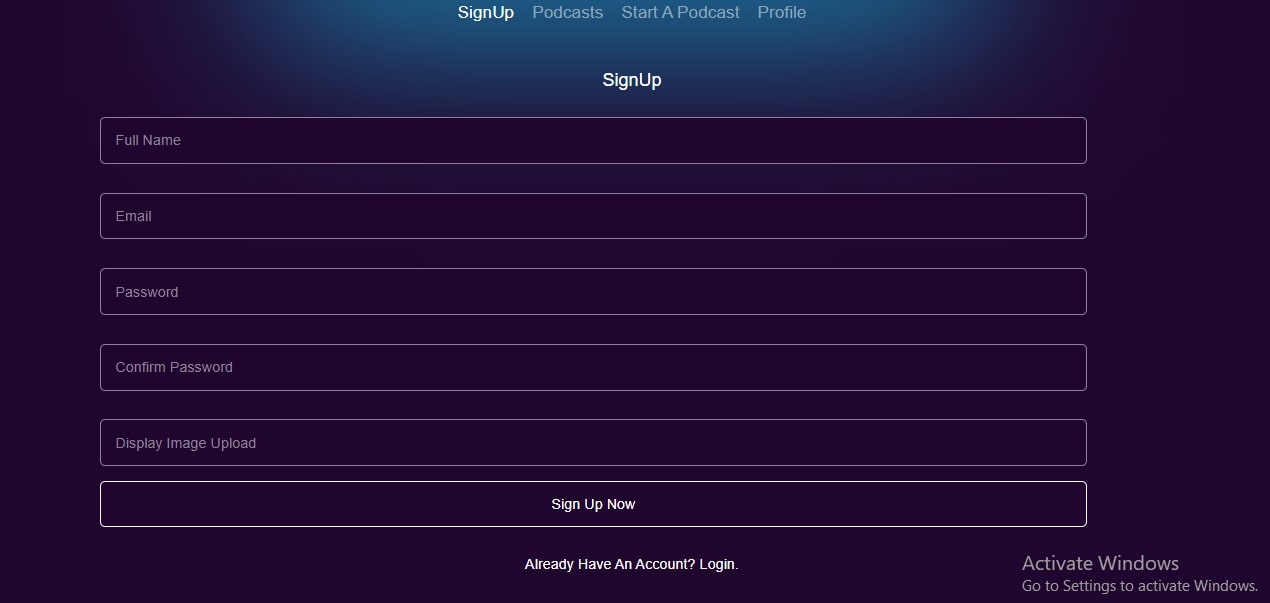 SignUp Podcasts Start A Podcast Profile
SignUp
Full Name
Email
Password
Confirm Password
Display Image Upload
Sign Up Now
Already Have An Account? Login.
Activate Windows
Go to Settings to activate Windows.